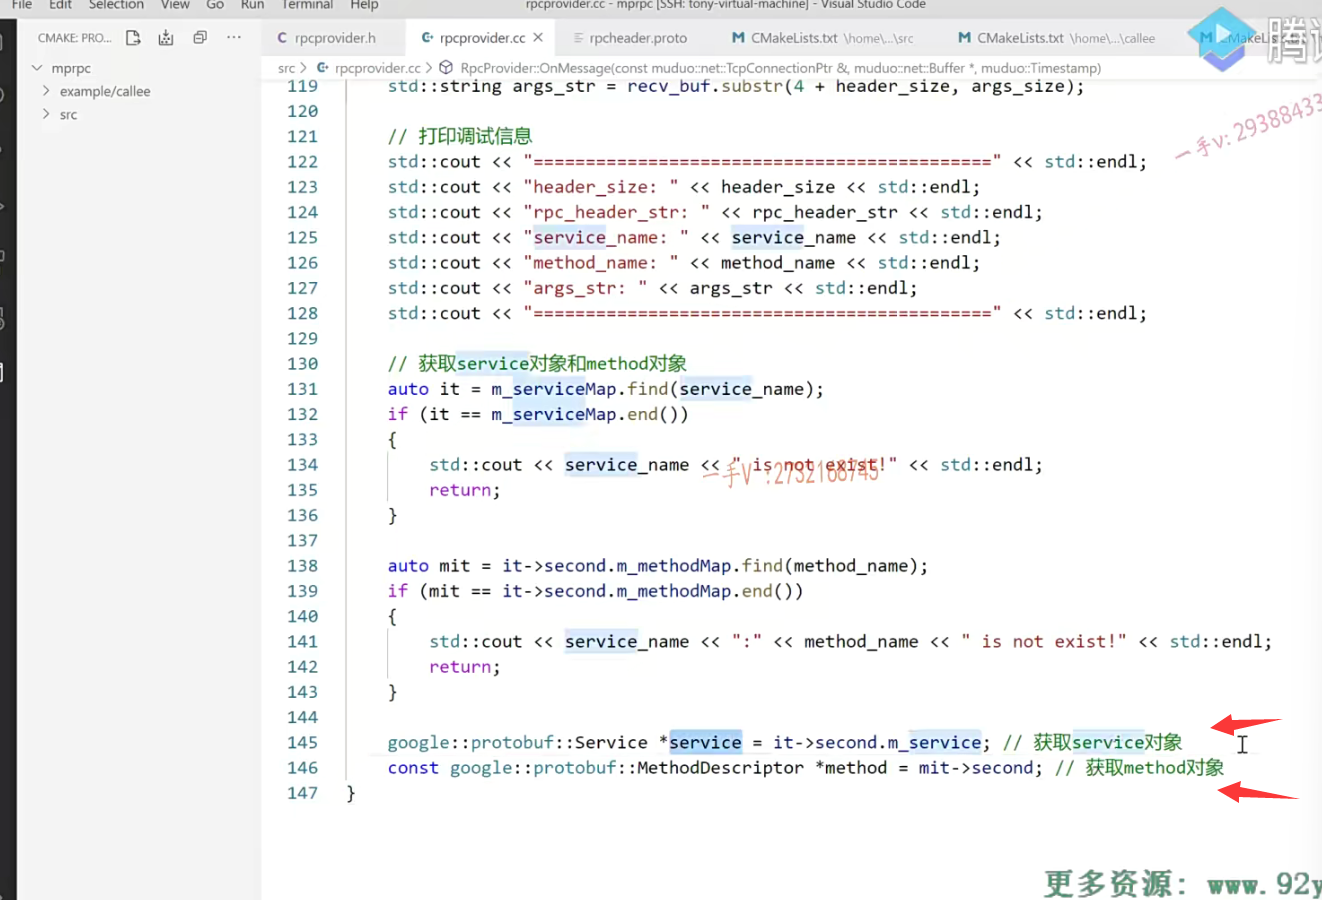 File Edit Selection View Go Run Terminal Help rpcprovider.cc - mprpc [SSH: tony-virtual-machine] - Visual Studio Code
CMAKE: PRO... ···
C rpcprovider.h
rpcprovider.cc ×
rpcheader.proto
M CMakeLists.txt \home\...\src
M CMakeLists.txt \home\...\callee
src > rpcprovider.cc > RpcProvider::OnMessage(const muduo::net::TcpConnectionPtr &, muduo::net::Buffer *, muduo::Timestamp)
mprpc
example/callee
src
119 std::string args_str = recv_buf.substr(4 + header_size, args_size);
120
121 // 打印调试信息
122 std::cout << "============================================" << std::endl;
123 std::cout << "header_size: " << header_size << std::endl;
124 std::cout << "rpc_header_str: " << rpc_header_str << std::endl;
125 std::cout << "service_name: " << service_name << std::endl;
126 std::cout << "method_name: " << method_name << std::endl;
127 std::cout << "args_str: " << args_str << std::endl;
128 std::cout << "============================================" << std::endl;
129
130 // 获取service对象和method对象
131 auto it = m_serviceMap.find(service_name);
132 if (it == m_serviceMap.end())
133 {
134 std::cout << service_name << " is not exist!" << std::endl;
135 return;
136 }
137
138 auto mit = it->second.m_methodMap.find(method_name);
139 if (mit == it->second.m_methodMap.end())
140 {
141 std::cout << service_name << ":" << method_name << " is not exist!" << std::endl;
142 return;
143 }
144
145 google::protobuf::Service *service = it->second.m_service; // 获取service对象
146 const google::protobuf::MethodDescriptor *method = mit->second; // 获取method对象
147 }
一手v: 29388433
一手V :2732168745
更多资源: www.92y